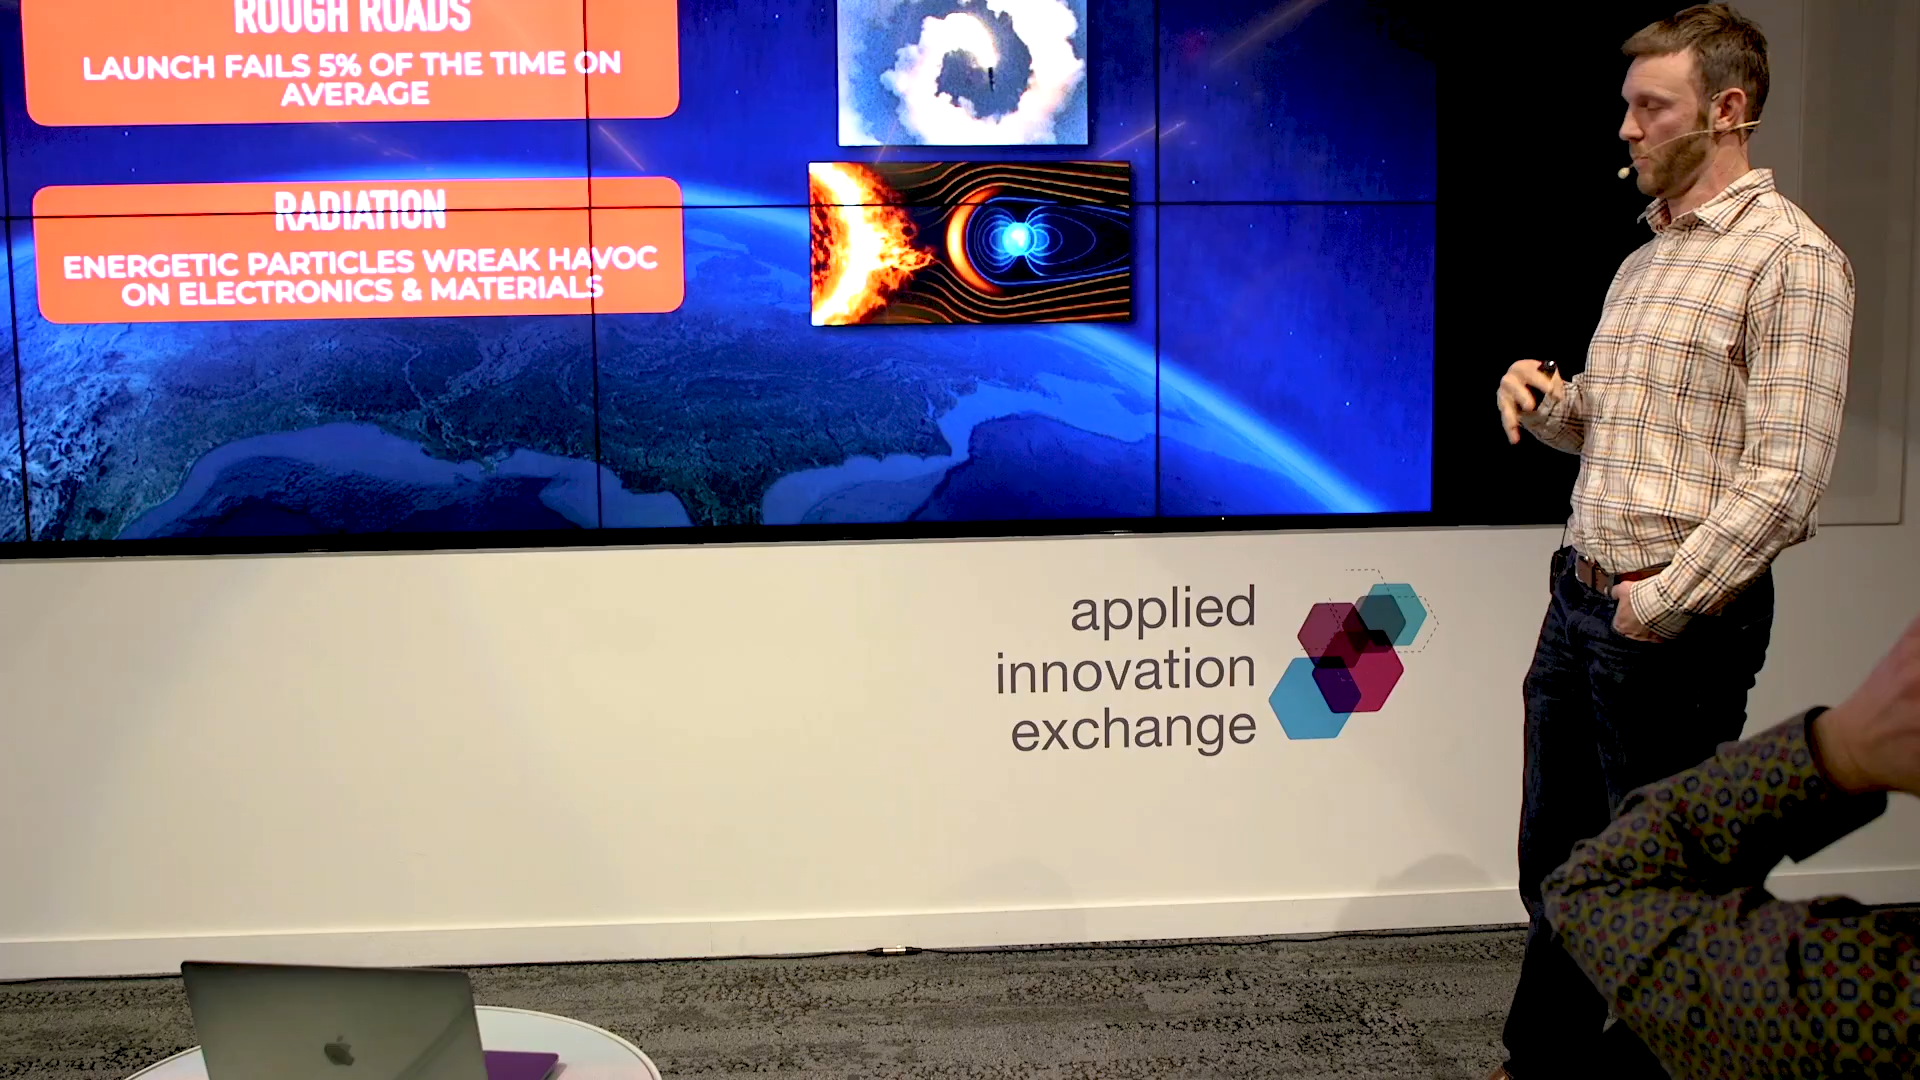 ROUGH ROADS
LAUNCH FAILS 5% OF THE TIME ON
AVERAGE
RADIATION
ENERGETIC PARTICLES WREAK HAVOC
ON ELECTRONICS & MATERIALS
applied
innovation
exchange